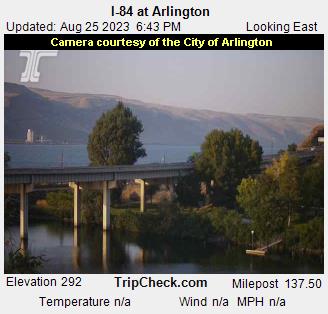 I-84 at Arlington
Updated: Aug 25 2023 6:43 PM Looking East
Camera courtesy of the City of Arlington
Elevation 292 TripCheck.com Milepost 137.50
Temperature n/a Wind n/a MPH n/a